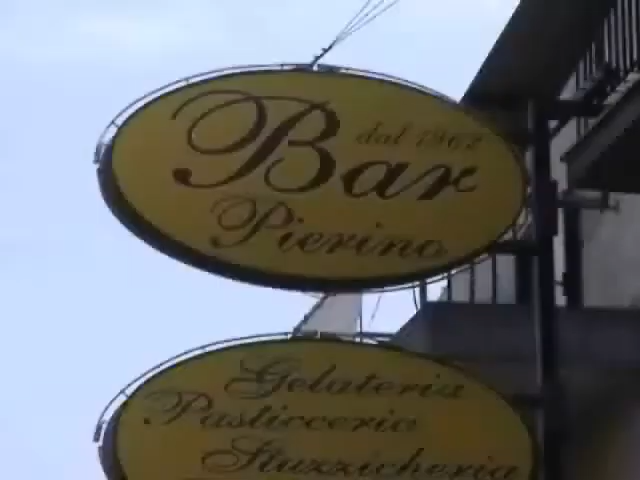 dal 1962
Bar
Pierino
Gelateria
Pasticceria
Stuzzicheria